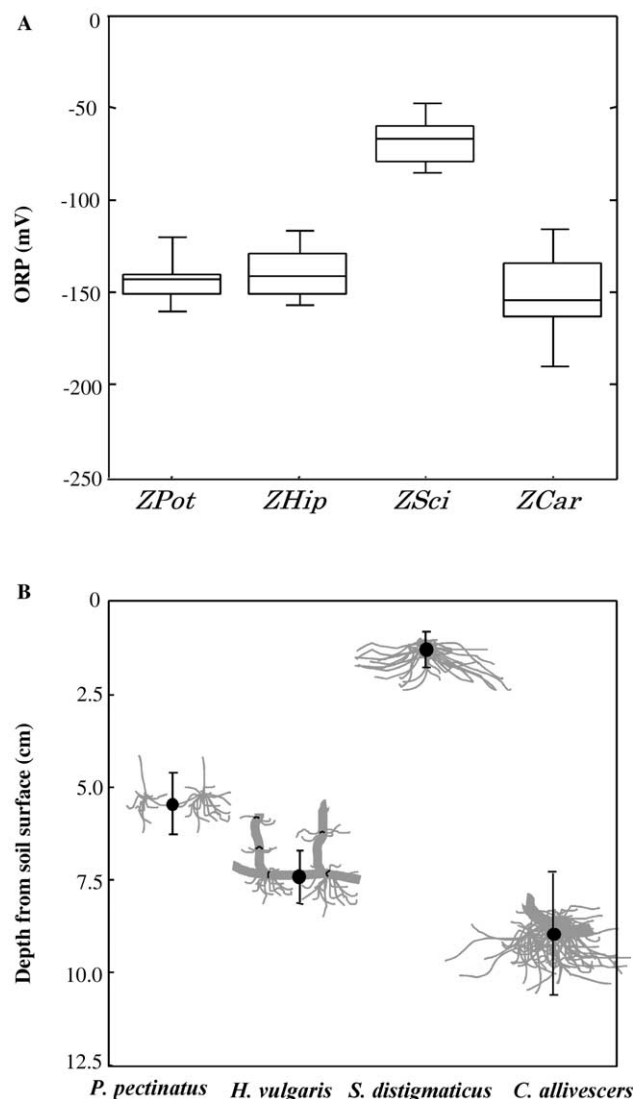 A
0
-50
-100
-150
-200
-250
ORP (mV)
ZPot ZHip ZSci ZCar
B
0
2.5
5.0
7.5
10.0
12.5
Depth from soil surface (cm)
P. pectinatus H. vulgaris S. distigmaticus C. allivescers